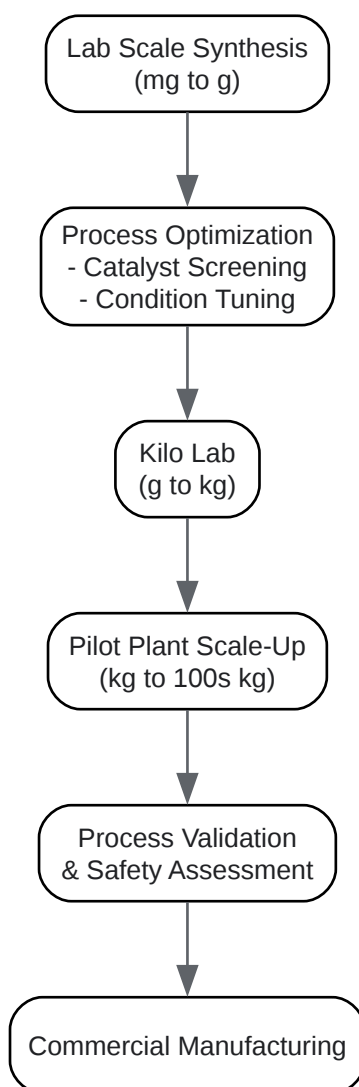 Lab Scale Synthesis
(mg to g)
Process Optimization
- Catalyst Screening
- Condition Tuning
Kilo Lab
(g to kg)
Pilot Plant Scale-Up
(kg to 100s kg)
Process Validation
& Safety Assessment
Commercial Manufacturing